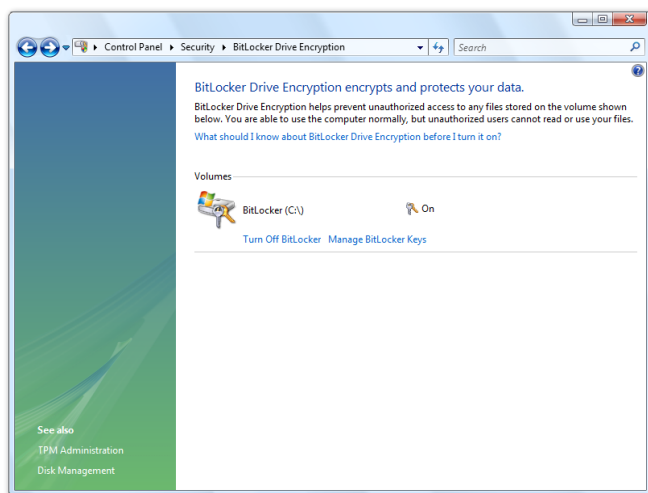 Control Panel ▸ Security ▸ BitLocker Drive Encryption
Search
BitLocker Drive Encryption encrypts and protects your data.
BitLocker Drive Encryption helps prevent unauthorized access to any files stored on the volume shown
below. You are able to use the computer normally, but unauthorized users cannot read or use your files.
What should I know about BitLocker Drive Encryption before I turn it on?
Volumes
BitLocker (C:\)
On
Turn Off BitLocker Manage BitLocker Keys
See also
TPM Administration
Disk Management